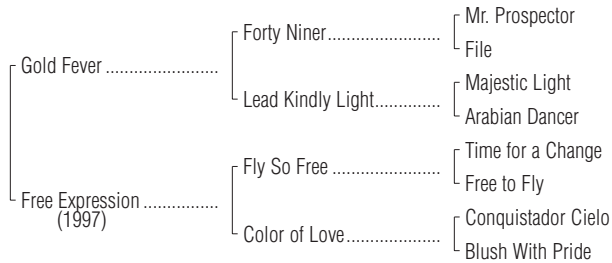 Mr. Prospector
Forty Niner.....................
File
Gold Fever .......................
Majestic Light
Lead Kindly Light.............
Arabian Dancer
Time for a Change
Fly So Free .....................
Free to Fly
Free Expression ...............
(1997)
Conquistador Cielo
Color of Love..................
Blush With Pride